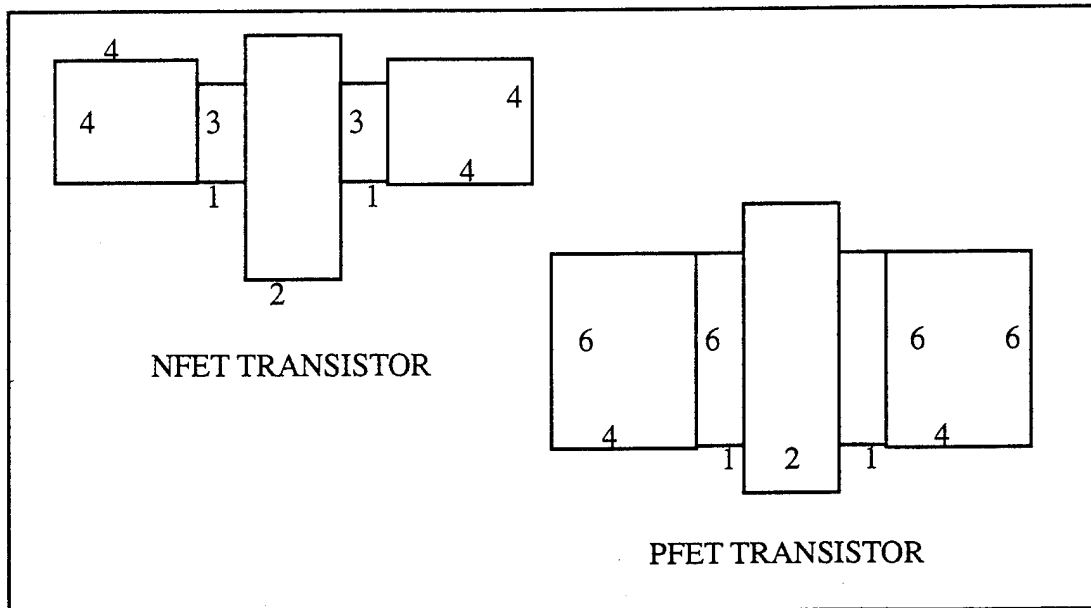 4
4 3 3 4
4
1 1
2
NFET TRANSISTOR
6 6 6 6
4 4
1 2 1
PFET TRANSISTOR